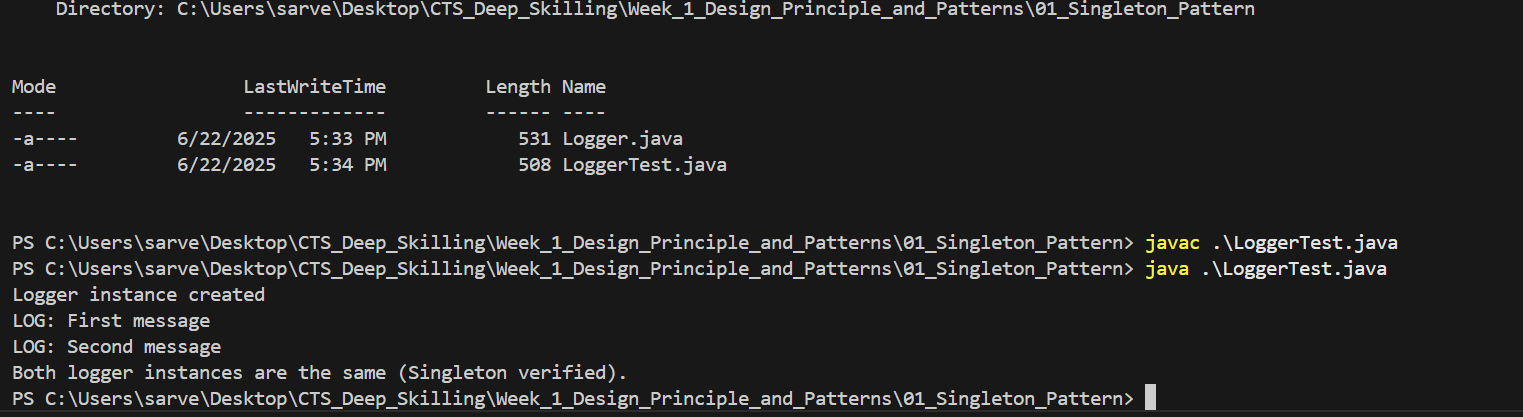 Directory: C:\Users\sarve\Desktop\CTS_Deep_Skilling\Week_1_Design_Principle_and_Patterns\01_Singleton_Pattern
Mode                 LastWriteTime         Length Name
----                 -------------         ------ ----
-a----         6/22/2025   5:33 PM            531 Logger.java
-a----         6/22/2025   5:34 PM            508 LoggerTest.java
PS C:\Users\sarve\Desktop\CTS_Deep_Skilling\Week_1_Design_Principle_and_Patterns\01_Singleton_Pattern> javac .\LoggerTest.java
PS C:\Users\sarve\Desktop\CTS_Deep_Skilling\Week_1_Design_Principle_and_Patterns\01_Singleton_Pattern> java .\LoggerTest.java
Logger instance created
LOG: First message
LOG: Second message
Both logger instances are the same (Singleton verified).
PS C:\Users\sarve\Desktop\CTS_Deep_Skilling\Week_1_Design_Principle_and_Patterns\01_Singleton_Pattern>